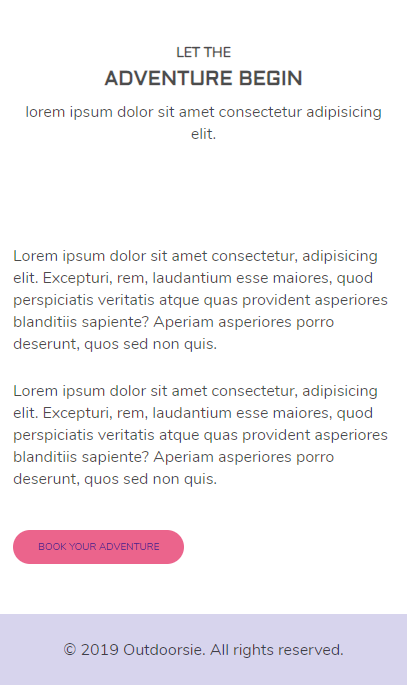 LET THE
ADVENTURE BEGIN
lorem ipsum dolor sit amet consectetur adipisicing
elit.
Lorem ipsum dolor sit amet consectetur, adipisicing
elit. Excepturi, rem, laudantium esse maiores, quod
perspiciatis veritatis atque quas provident asperiores
blanditiis sapiente? Aperiam asperiores porro
deserunt, quos sed non quis.
Lorem ipsum dolor sit amet consectetur, adipisicing
elit. Excepturi, rem, laudantium esse maiores, quod
perspiciatis veritatis atque quas provident asperiores
blanditiis sapiente? Aperiam asperiores porro
deserunt, quos sed non quis.
BOOK YOUR ADVENTURE
© 2019 Outdoorsie. All rights reserved.